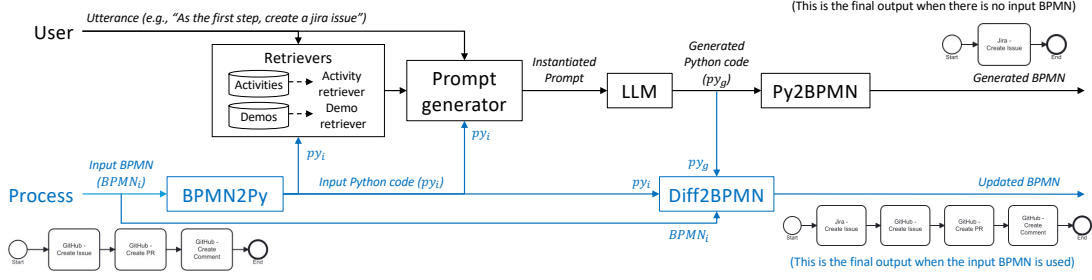 (This is the final output when there is no input BPMN)
Utterance (e.g., “As the first step, create a jira issue”)
User
Retrievers
Activities
Activity
retriever
Demos
Demo
retriever
Prompt
generator
Instantiated
Prompt
LLM
Generated
Python code
(py_g)
Py2BPMN
Start
Jira -
Create Issue
End
Generated BPMN
py_i
py_i
py_g
Input BPMN
(BPMN_i)
Process
BPMN2Py
Input Python code (py_i)
py_i
Diff2BPMN
Updated BPMN
BPMN_i
Start
GitHub -
Create Issue
GitHub -
Create PR
GitHub -
Create
Comment
End
Start
Jira -
Create Issue
GitHub -
Create Issue
GitHub -
Create PR
GitHub -
Create
Comment
End
(This is the final output when the input BPMN is used)